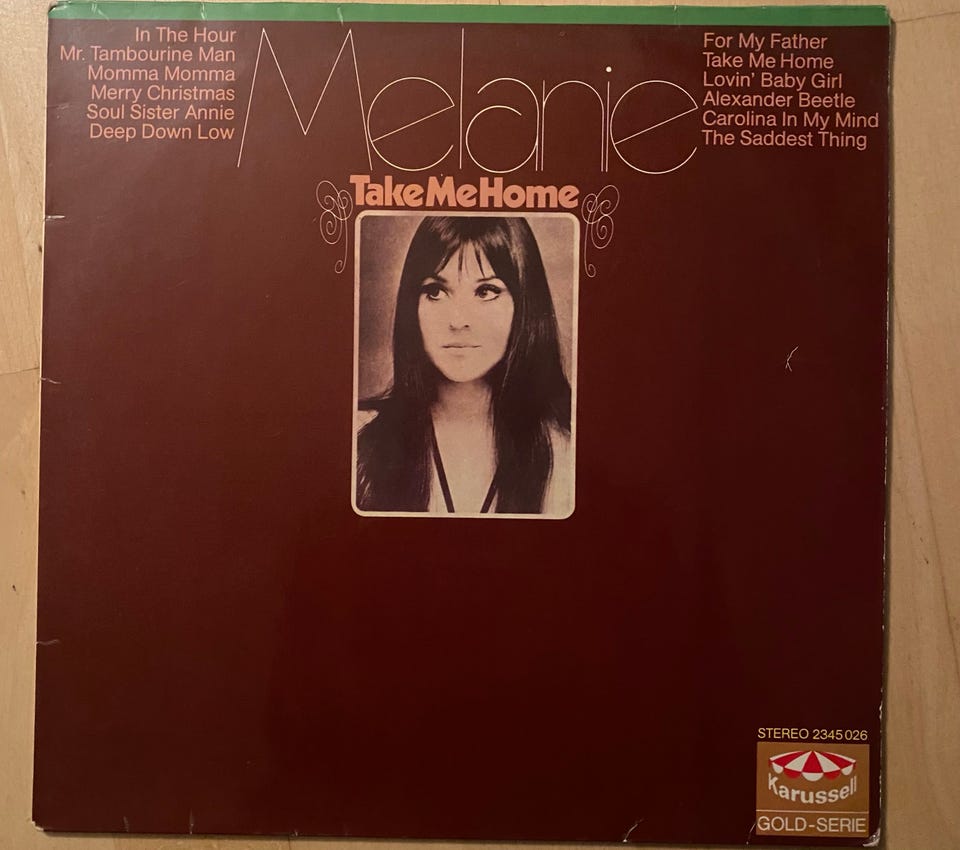 In The Hour
Mr. Tambourine Man
Momma Momma
Merry Christmas
Soul Sister Annie
Deep Down Low
Melanie
For My Father
Take Me Home
Lovin' Baby Girl
Alexander Beetle
Carolina In My Mind
The Saddest Thing
Take Me Home
STEREO 2345 026
Karussell
GOLD-SERIE